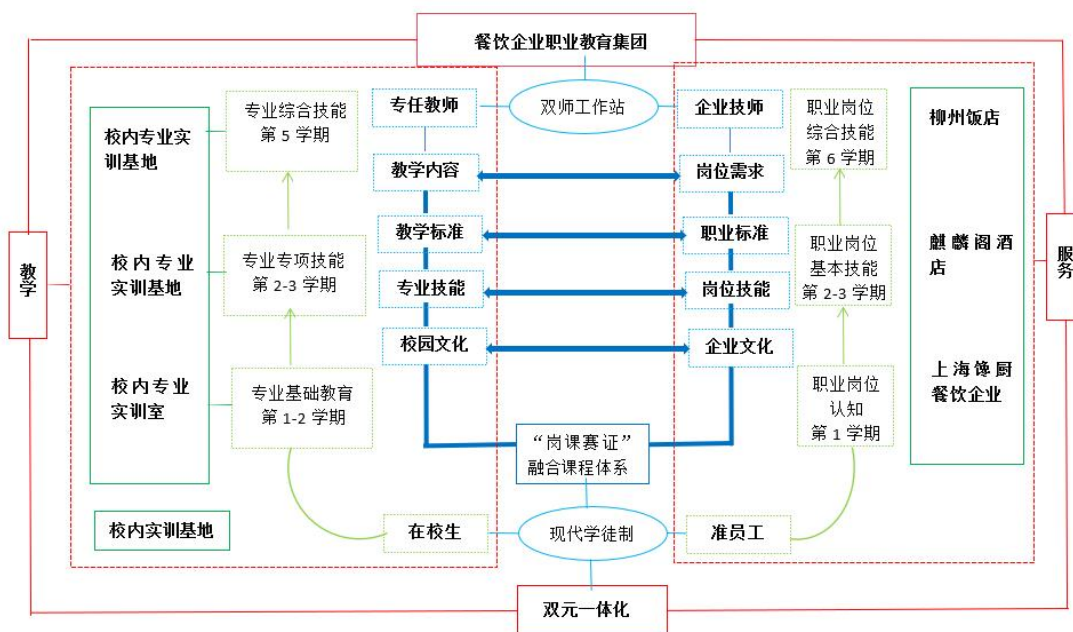 餐饮企业职业教育集团
双师工作站
教学
校内专业实
训基地
校内专业
实训基地
校内专业
实训室
校内实训基地
专业综合技能
第 5 学期
专业专项技能
第 2-3 学期
专业基础教育
第 1-2 学期
在校生
专任教师
教学内容
教学标准
专业技能
校园文化
企业技师
岗位需求
职业标准
岗位技能
企业文化
“岗课赛证”
融合课程体系
现代学徒制
准员工
职业岗位
综合技能
第 6 学期
职业岗位
基本技能
第 2-3 学期
职业岗位
认知
第 1 学期
柳州饭店
麒麟阁酒
店
上海馋厨
餐饮企业
服务
双元一体化